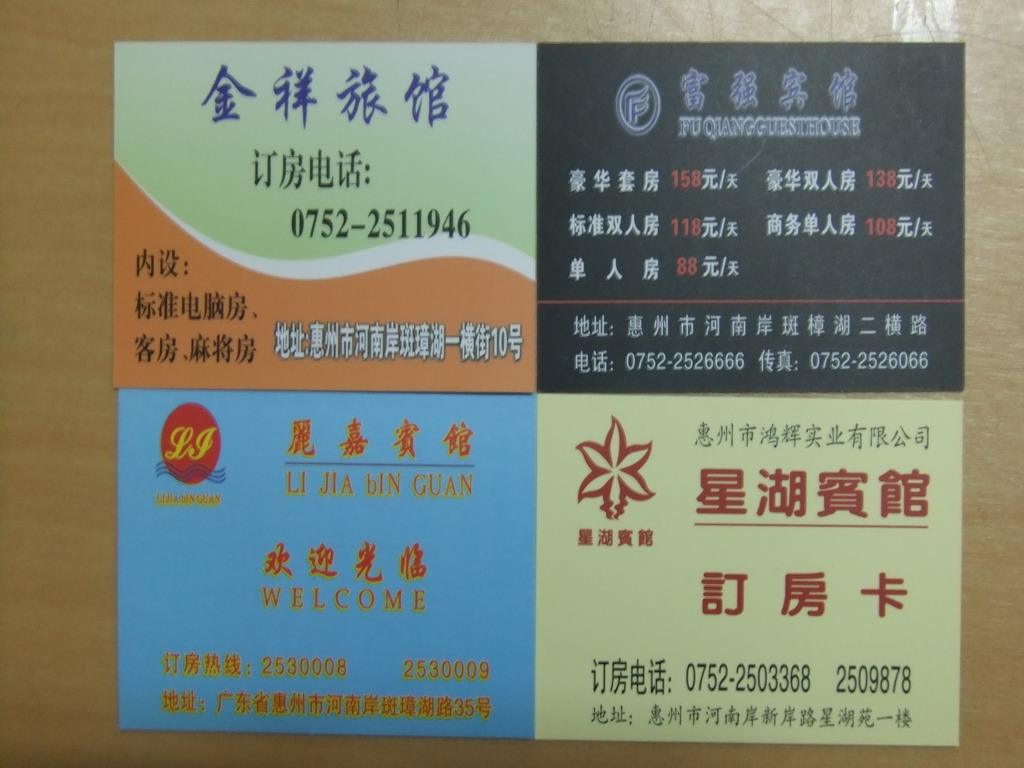 金祥旅馆
订房电话:
0752-2511946
内设:
标准电脑房、
客房、麻将房
地址:惠州市河南岸斑璋湖一横街10号
富强宾馆
FU QIANGGUESTHOUSE
豪华套房 158元/天 豪华双人房 138元/天
标准双人房 118元/天 商务单人房 108元/天
单人房 88元/天
地址: 惠州市河南岸斑樟湖二横路
电话: 0752-2526666 传真: 0752-2526066
LJ
LIJIA bIN GUAN
麗嘉賓館
LI JIA bIN GUAN
欢迎光临
WELCOME
订房热线: 2530008 2530009
地址: 广东省惠州市河南岸斑璋湖路35号
星湖賓館
惠州市鸿辉实业有限公司
星湖賓館
訂房卡
订房电话: 0752-2503368 2509878
地址: 惠州市河南岸新岸路星湖苑一楼